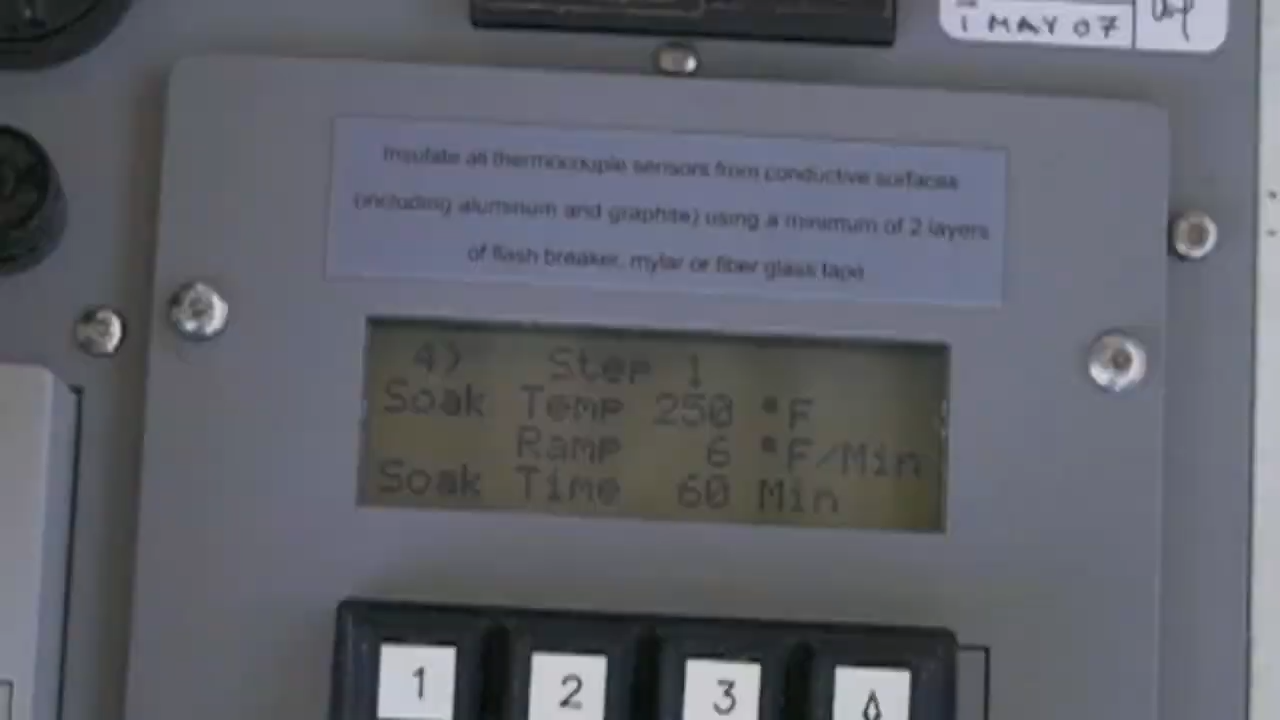 1 MAY 07
Insulate all thermocouple sensors from conductive surfaces
(including aluminum and graphite) using a minimum of 2 layers
of flash breaker, mylar or fiber glass tape
4) Step 1
Soak Temp 250 °F
Ramp 6 °F/Min
Soak Time 60 Min
1 2 3